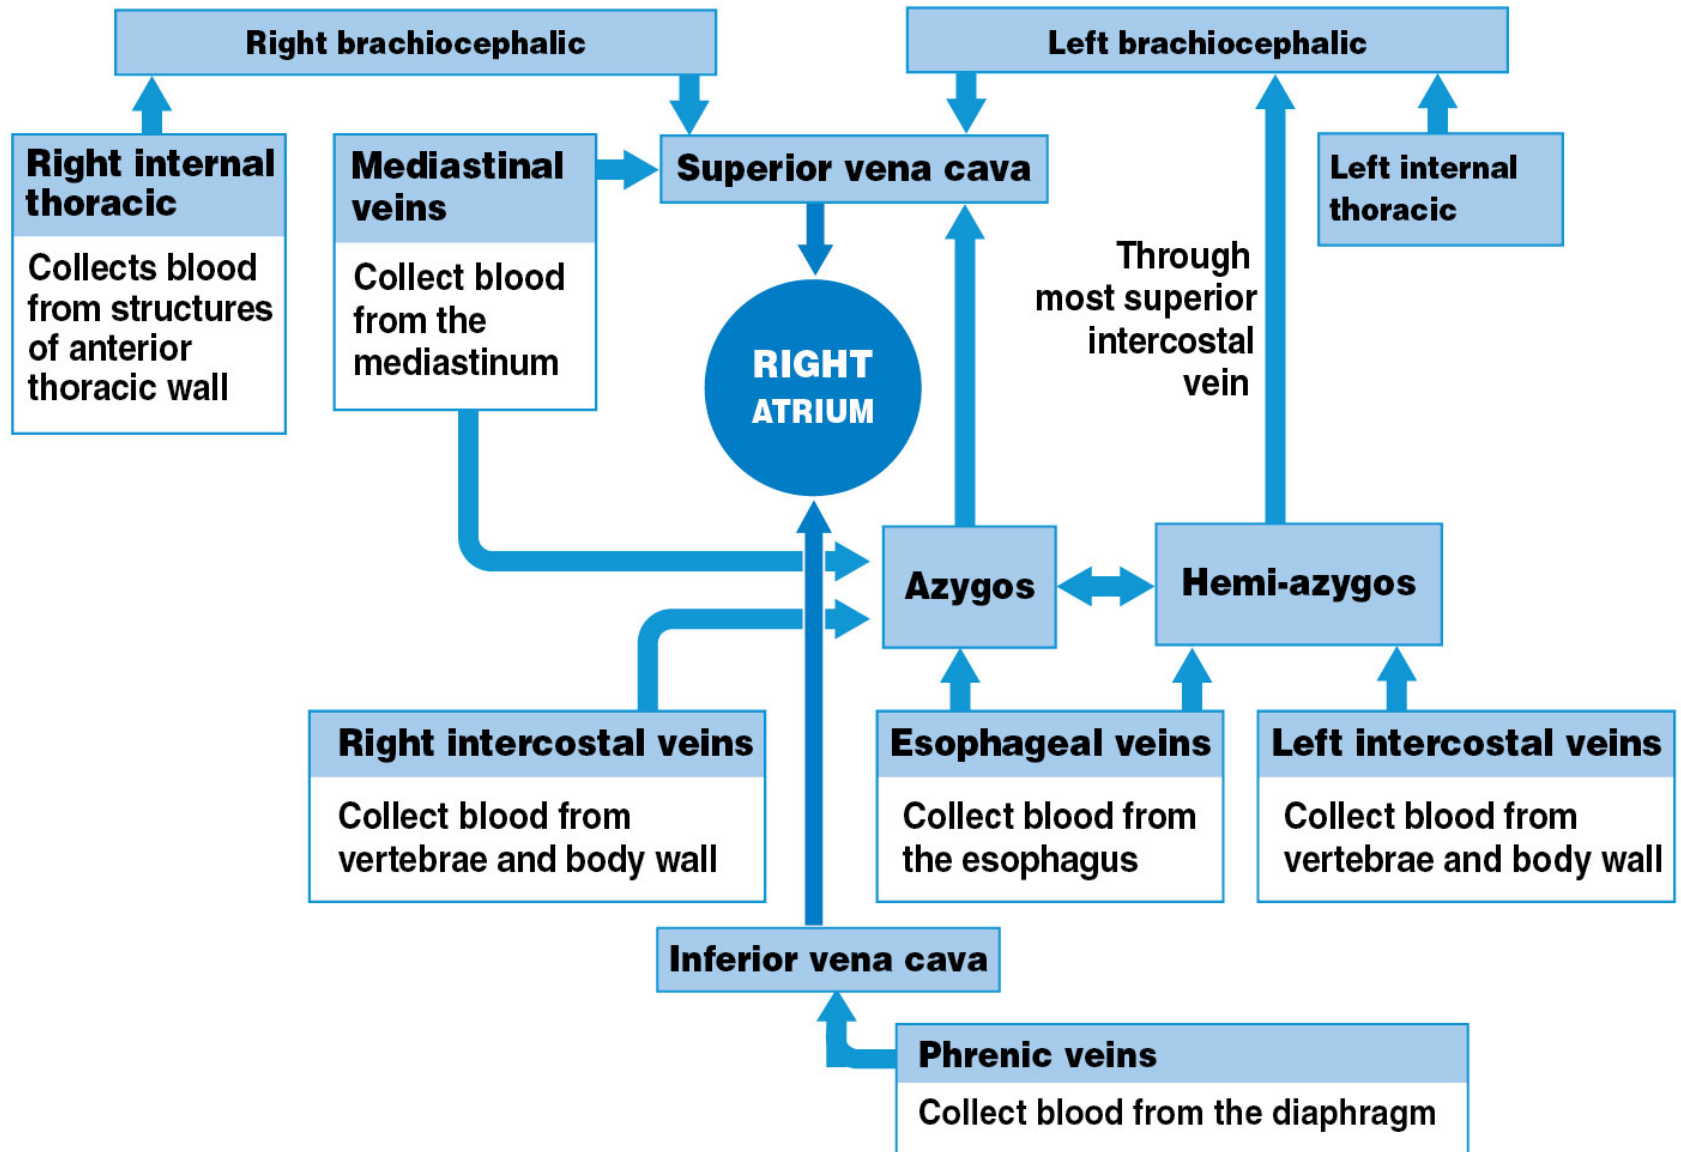 Right brachiocephalic
Left brachiocephalic
Right internal
thoracic
Collects blood
from structures
of anterior
thoracic wall
Mediastinal
veins
Collect blood
from the
mediastinum
Superior vena cava
Left internal
thoracic
Through
most superior
intercostal
vein
RIGHT
ATRIUM
Azygos
Hemi-azygos
Right intercostal veins
Collect blood from
vertebrae and body wall
Esophageal veins
Collect blood from
the esophagus
Left intercostal veins
Collect blood from
vertebrae and body wall
Inferior vena cava
Phrenic veins
Collect blood from the diaphragm